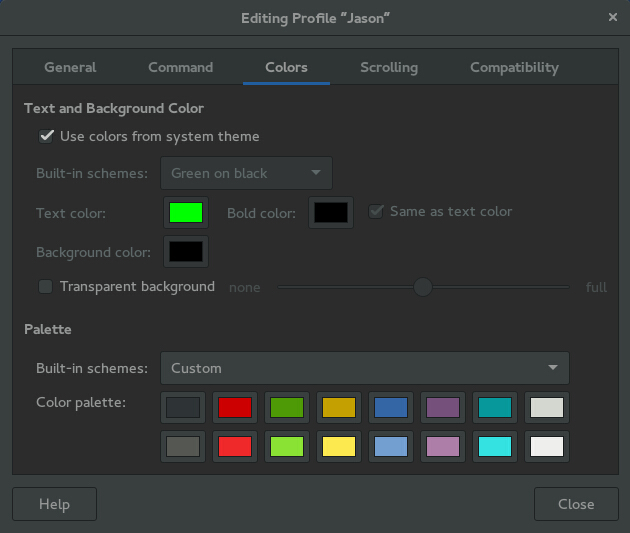 Editing Profile “Jason”
General Command Colors Scrolling Compatibility
Text and Background Color
Use colors from system theme
Built-in schemes: Green on black
Text color: Bold color: Same as text color
Background color:
Transparent background none full
Palette
Built-in schemes: Custom
Color palette:
Help Close